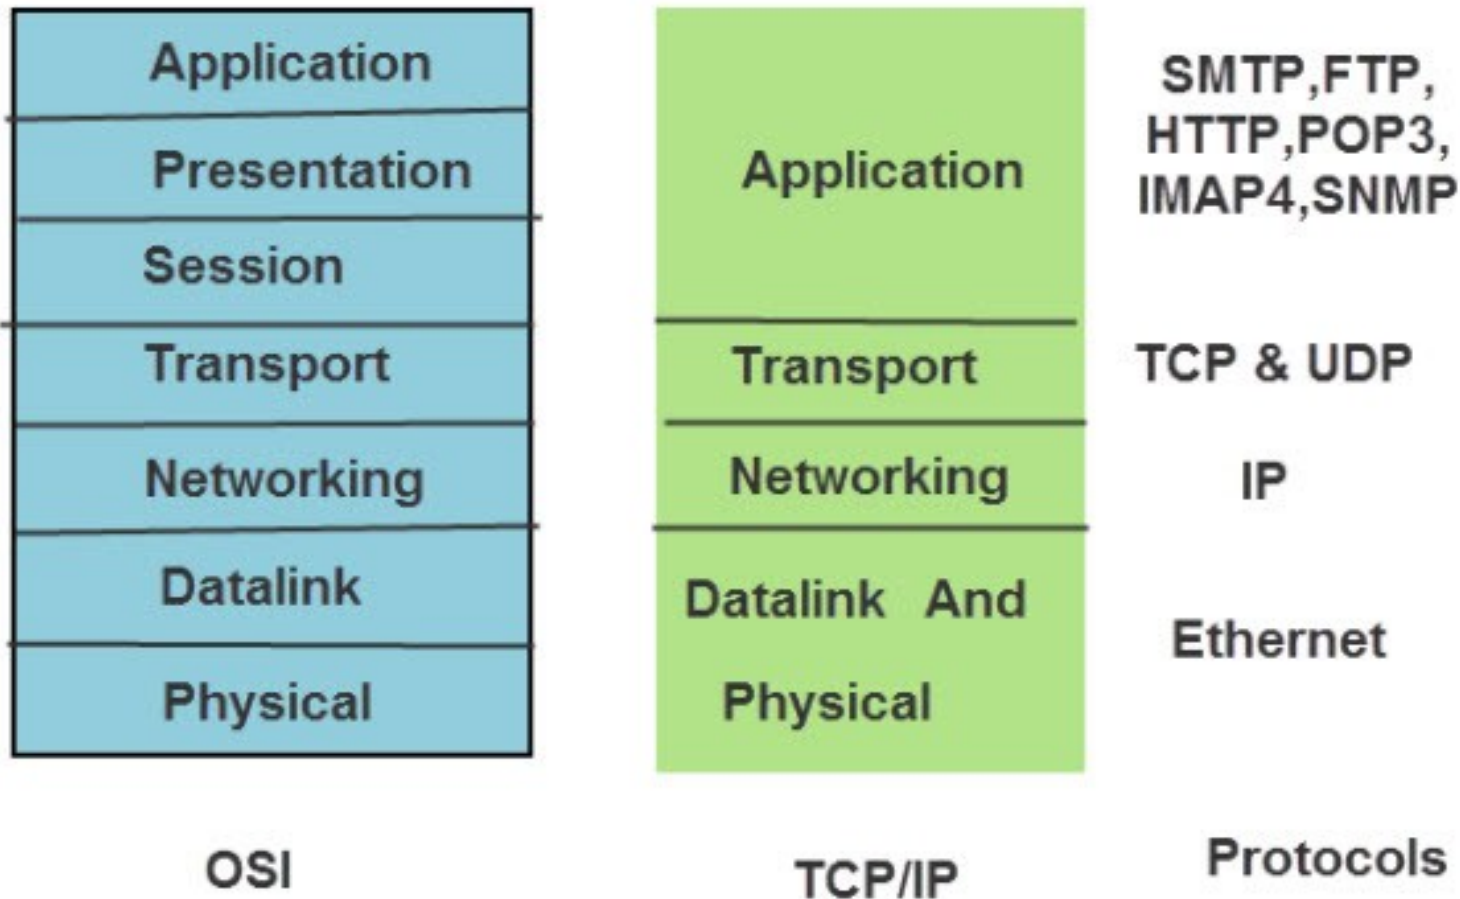 Application
Presentation
Session
Transport
Networking
Datalink
Physical
OSI
Application
Transport
Networking
Datalink And
Physical
TCP/IP
SMTP,FTP,
HTTP,POP3,
IMAP4,SNMP
TCP & UDP
IP
Ethernet
Protocols